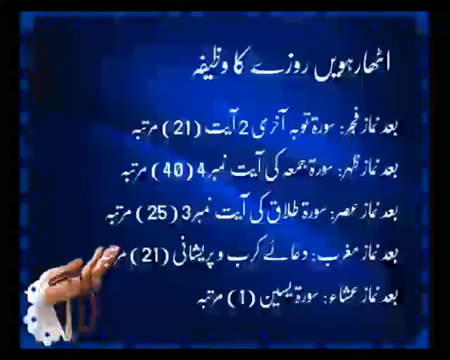 اٹھارہویں روزے کا وظیفہ
بعد نماز فجر: سورۃ توبہ آخری 2 آیت (21) مرتبہ
بعد نماز ظہر: سورۃ جمعہ کی آیت نمبر 4 (40) مرتبہ
بعد نماز عصر: سورۃ طلاق کی آیت نمبر 3 (25) مرتبہ
بعد نماز مغرب: دعائے کرب و پریشانی (21) مرتبہ
بعد نماز عشاء: سورۃ یسین (1) مرتبہ